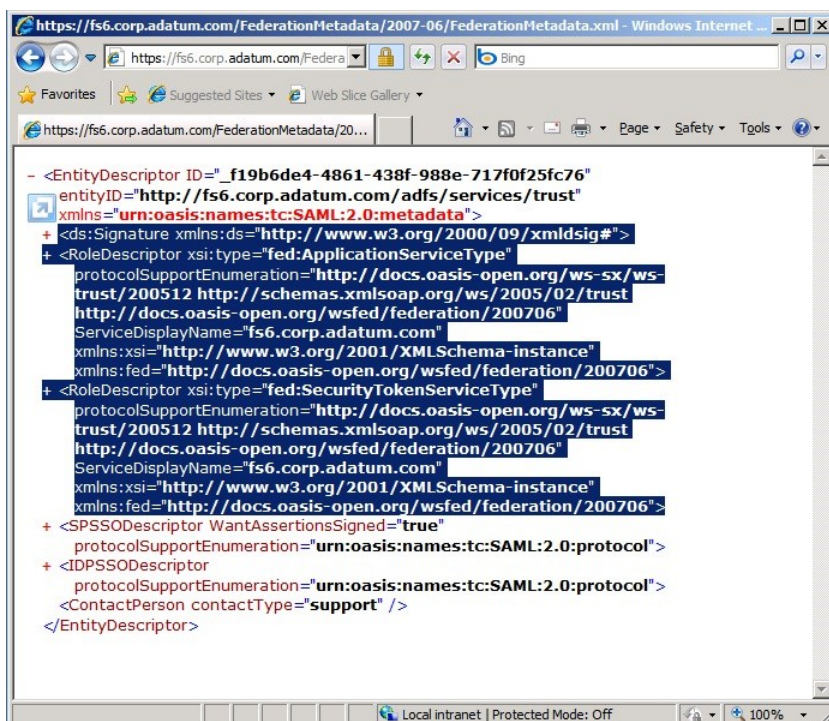 https://fs6.corp.adatum.com/FederationMetadata/2007-06/FederationMetadata.xml - Windows Internet ...
https://fs6.corp.adatum.com/Federa
Bing
Favorites Suggested Sites Web Slice Gallery
https://fs6.corp.adatum.com/FederationMetadata/20... Page Safety Tools
- <EntityDescriptor ID="_f19b6de4-4861-438f-988e-717f0f25fc76"
entityID="http://fs6.corp.adatum.com/adfs/services/trust"
xmlns="urn:oasis:names:tc:SAML:2.0:metadata">
+ <ds:Signature xmlns:ds="http://www.w3.org/2000/09/xmldsig#">
+ <RoleDescriptor xsi:type="fed:ApplicationServiceType"
protocolSupportEnumeration="http://docs.oasis-open.org/ws-sx/ws-
trust/200512 http://schemas.xmlsoap.org/ws/2005/02/trust
http://docs.oasis-open.org/wsfed/federation/200706"
ServiceDisplayName="fs6.corp.adatum.com"
xmlns:xsi="http://www.w3.org/2001/XMLSchema-instance"
xmlns:fed="http://docs.oasis-open.org/wsfed/federation/200706">
+ <RoleDescriptor xsi:type="fed:SecurityTokenServiceType"
protocolSupportEnumeration="http://docs.oasis-open.org/ws-sx/ws-
trust/200512 http://schemas.xmlsoap.org/ws/2005/02/trust
http://docs.oasis-open.org/wsfed/federation/200706"
ServiceDisplayName="fs6.corp.adatum.com"
xmlns:xsi="http://www.w3.org/2001/XMLSchema-instance"
xmlns:fed="http://docs.oasis-open.org/wsfed/federation/200706">
+ <SPSSODescriptor WantAssertionsSigned="true"
protocolSupportEnumeration="urn:oasis:names:tc:SAML:2.0:protocol">
+ <IDPSSODescriptor
protocolSupportEnumeration="urn:oasis:names:tc:SAML:2.0:protocol">
<ContactPerson contactType="support" />
</EntityDescriptor>
Local intranet | Protected Mode: Off 100%